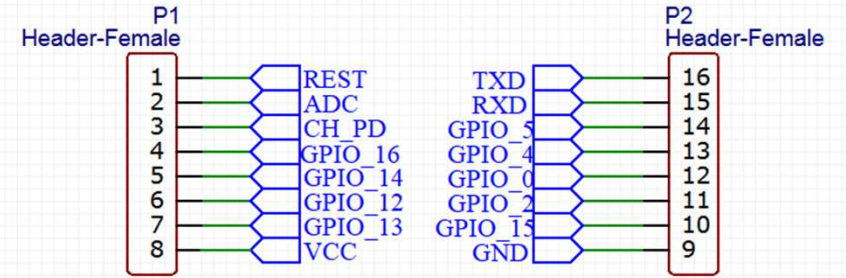 P1
Header-Female
1 REST
2 ADC
3 CH_PD
4 GPIO_16
5 GPIO_14
6 GPIO_12
7 GPIO_13
8 VCC
P2
Header-Female
TXD 16
RXD 15
GPIO_5 14
GPIO_4 13
GPIO_0 12
GPIO_2 11
GPIO_15 10
GND 9